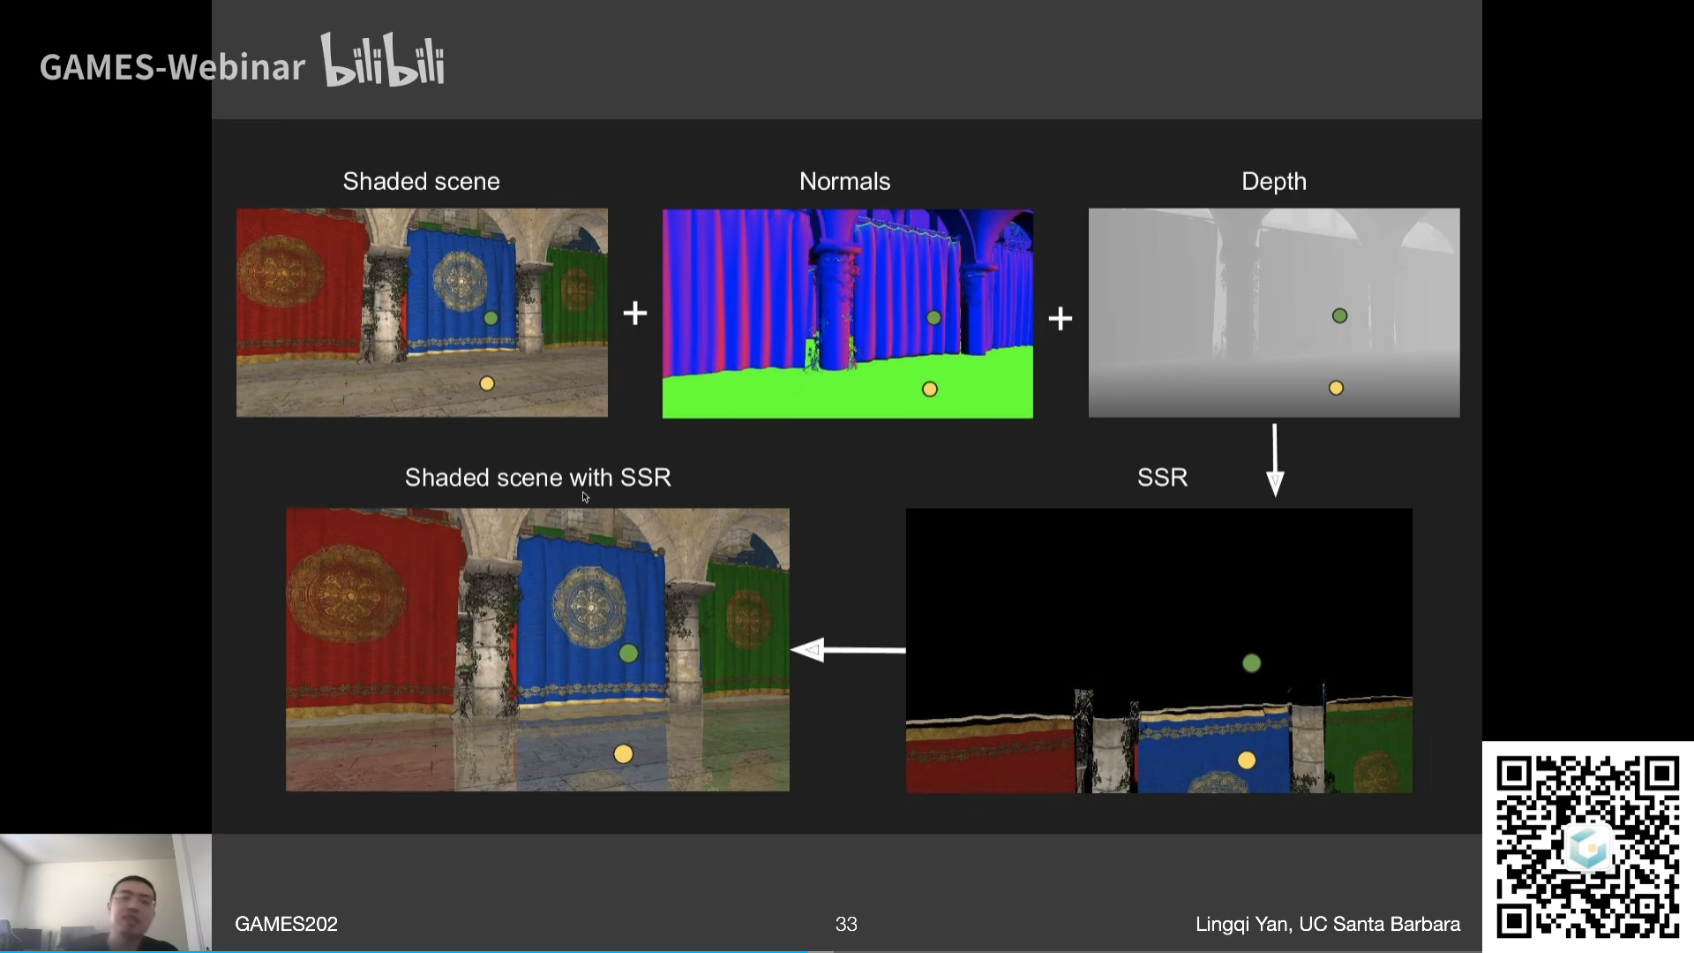 GAMES-Webinar bilibili
Shaded scene
Normals
Depth
Shaded scene with SSR
SSR
GAMES202
33
Lingqi Yan, UC Santa Barbara